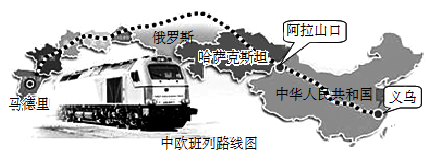 俄罗斯
阿拉山口
哈萨克斯坦
马德里
中华人民共和国
义乌
中欧班列路线图